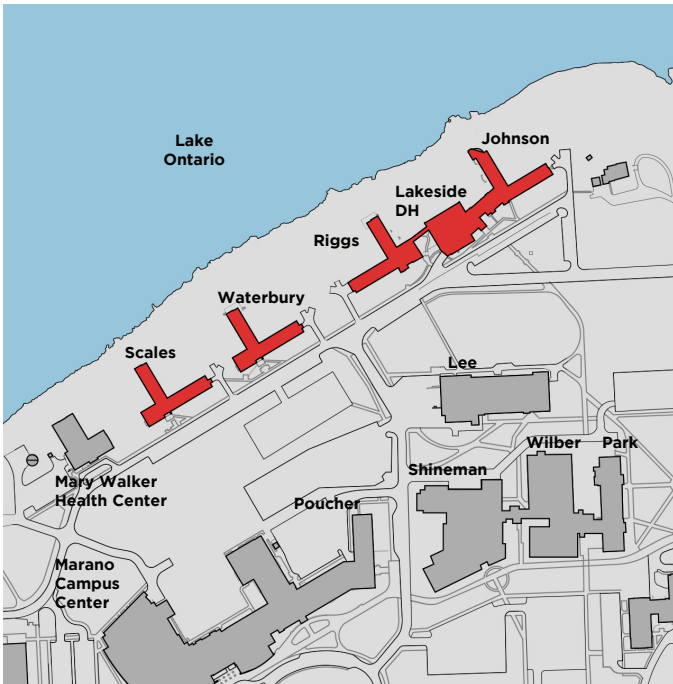 Lake
Ontario
Johnson
Lakeside
DH
Riggs
Waterbury
Scales
Lee
Wilber
Park
Shineman
Mary Walker
Health Center
Poucher
Marano
Campus
Center